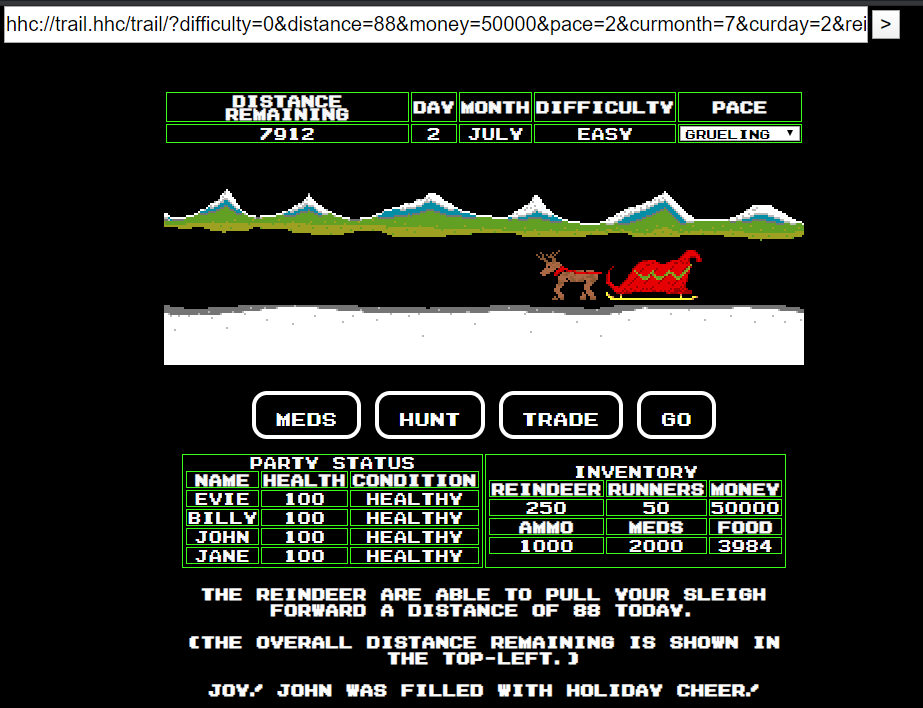 hhc://trail.hhc/trail/?difficulty=0&distance=88&money=50000&pace=2&curmonth=7&curday=2&rei
>
DISTANCE REMAINING DAY MONTH DIFFICULTY PACE
7912 2 JULY EASY GRUELING
MEDS HUNT TRADE GO
PARTY STATUS
NAME HEALTH CONDITION
EVIE 100 HEALTHY
BILLY 100 HEALTHY
JOHN 100 HEALTHY
JANE 100 HEALTHY
INVENTORY
REINDEER RUNNERS MONEY
250 50 50000
AMMO MEDS FOOD
1000 2000 3984
THE REINDEER ARE ABLE TO PULL YOUR SLEIGH
FORWARD A DISTANCE OF 88 TODAY.
(THE OVERALL DISTANCE REMAINING IS SHOWN IN
THE TOP-LEFT.)
JOY! JOHN WAS FILLED WITH HOLIDAY CHEER!